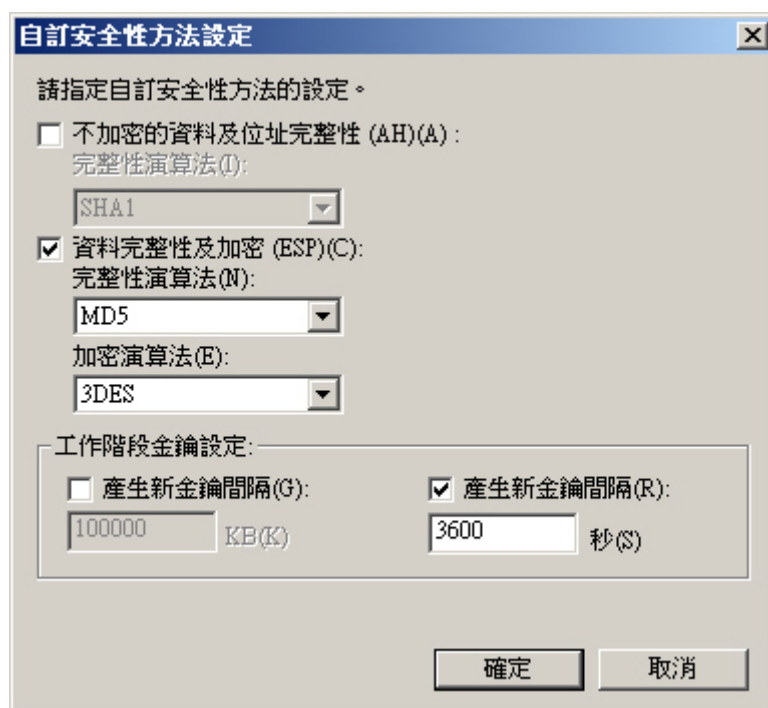 自訂安全性方法設定
請指定自訂安全性方法的設定。
不加密的資料及位址完整性 (AH)(A) :
完整性演算法(I):
SHA1
資料完整性及加密 (ESP)(C):
完整性演算法(N):
MD5
加密演算法(E):
3DES
工作階段金鑰設定:
產生新金鑰間隔(G): 產生新金鑰間隔(R):
100000 KB(K) 3600 秒(S)
確定 取消